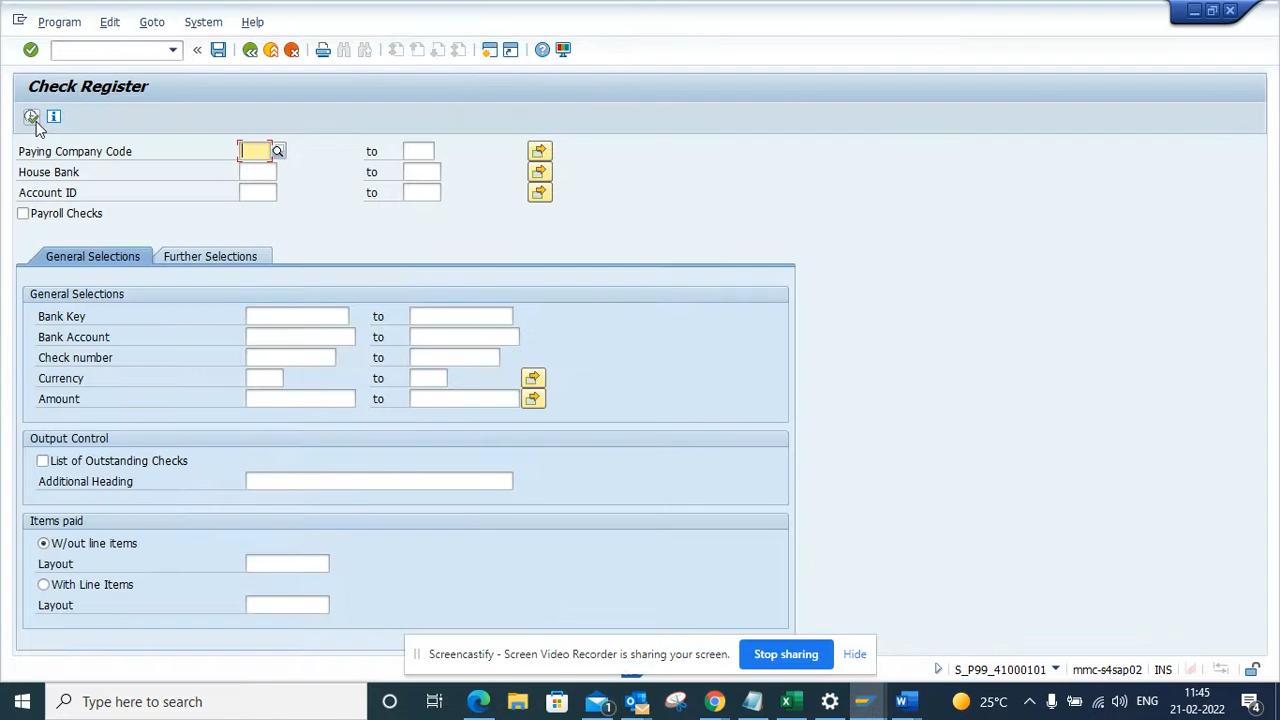 Program Edit Goto System Help
Check Register
Paying Company Code to
House Bank to
Account ID to
Payroll Checks
General Selections Further Selections
General Selections
Bank Key to
Bank Account to
Check number to
Currency to
Amount to
Output Control
List of Outstanding Checks
Additional Heading
Items paid
W/out line items
Layout
With Line Items
Layout
Screencastify - Screen Video Recorder is sharing your screen. Stop sharing Hide
S_P99_41000101 mmc-s4sap02 INS
Type here to search 1 25°C ENG 11:45 21-02-2022 4